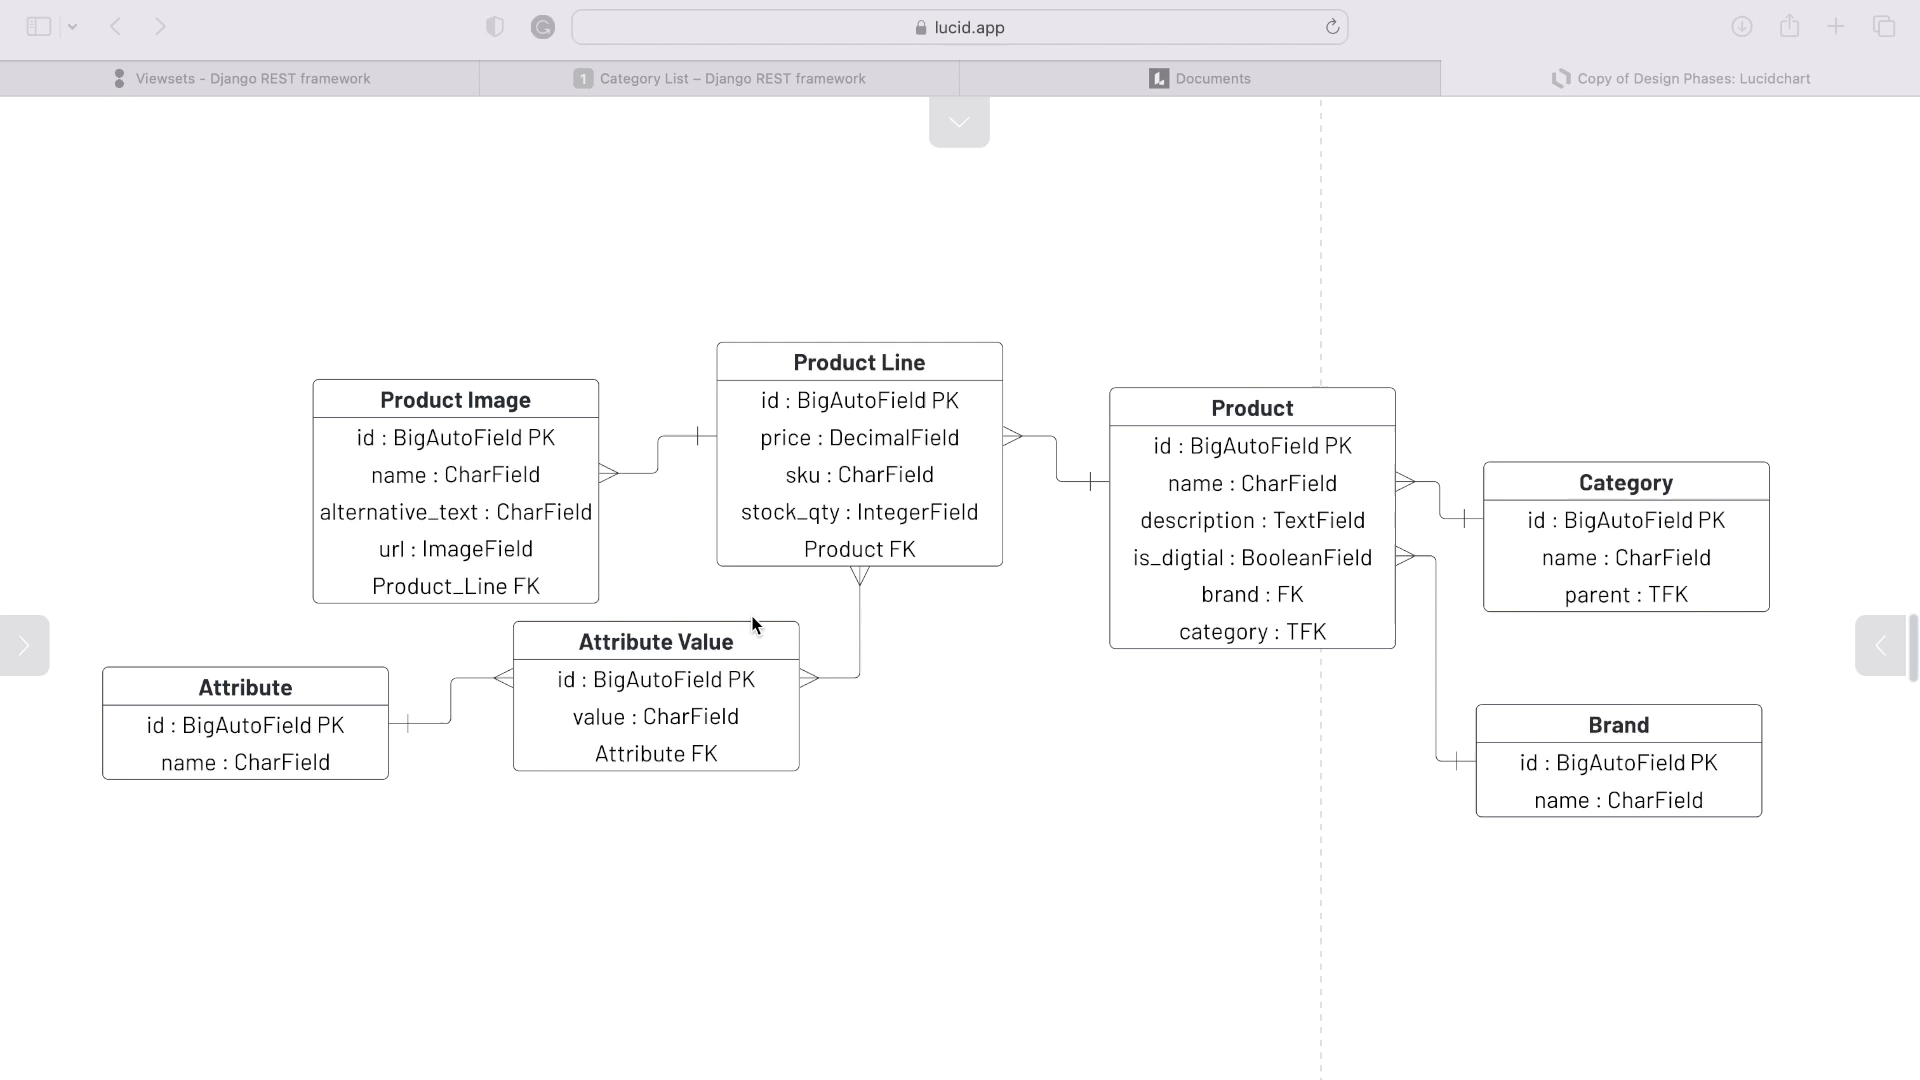 lucid.app
Viewsets - Django REST framework
1 Category List – Django REST framework
Documents
Copy of Design Phases: Lucidchart
Product Image
id : BigAutoField PK
name : CharField
alternative_text : CharField
url : ImageField
Product_Line FK
Product Line
id : BigAutoField PK
price : DecimalField
sku : CharField
stock_qty : IntegerField
Product FK
Product
id : BigAutoField PK
name : CharField
description : TextField
is_digtial : BooleanField
brand : FK
category : TFK
Category
id : BigAutoField PK
name : CharField
parent : TFK
Attribute
id : BigAutoField PK
name : CharField
Attribute Value
id : BigAutoField PK
value : CharField
Attribute FK
Brand
id : BigAutoField PK
name : CharField